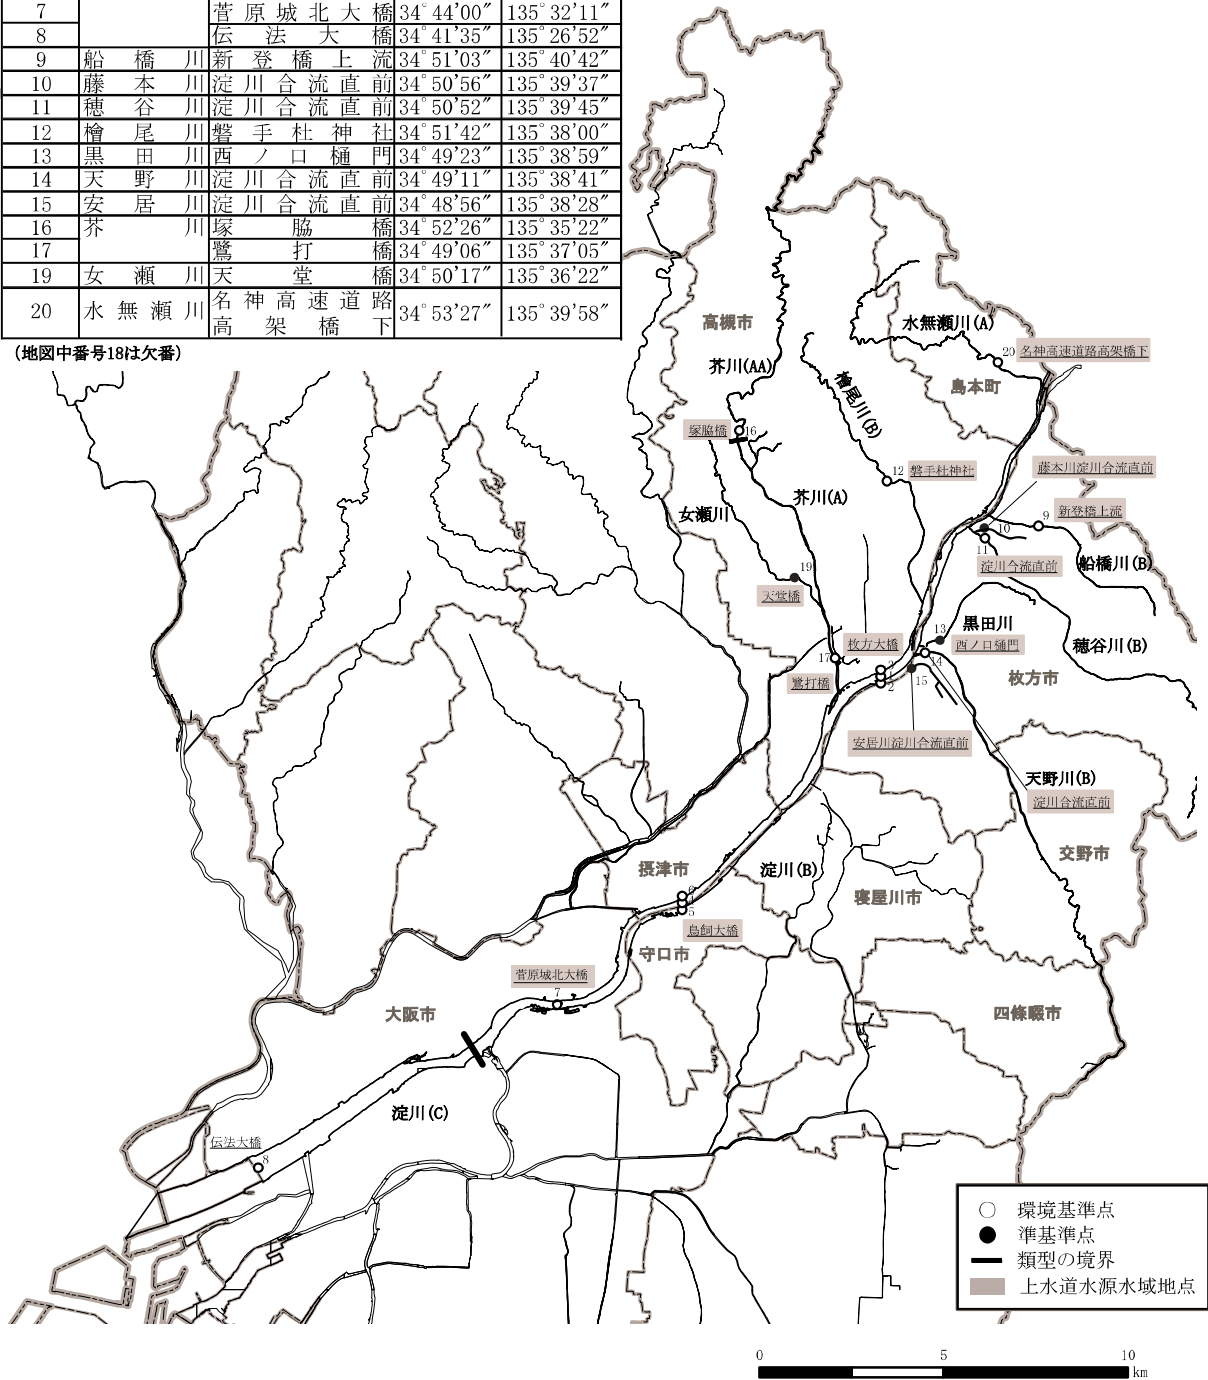 7 菅原城北大橋 34°44'00" 135°32'11"
8 伝法大橋 34°41'35" 135°26'52"
9 船橋川 新登橋上流 34°51'03" 135°40'42"
10 藤本川 淀川合流直前 34°50'56" 135°39'37"
11 穂谷川 淀川合流直前 34°50'52" 135°39'45"
12 檜尾川 磐手杜神社 34°51'42" 135°38'00"
13 黒田川 西ノ口樋門 34°49'23" 135°38'59"
14 天野川 淀川合流直前 34°49'11" 135°38'41"
15 安居川 淀川合流直前 34°48'56" 135°38'28"
16 芥川 塚脇橋 34°52'26" 135°35'22"
17 鷺打橋 34°49'06" 135°37'05"
19 女瀬川 天堂橋 34°50'17" 135°36'22"
20 水無瀬川 名神高速道路 34°53'27" 135°39'58"
高架橋下
(地図中番号18は欠番)
高槻市
水無瀬川(A)
20 名神高速道路高架橋下
芥川(AA)
檜尾川(B)
島本町
塚脇橋 16
12 磐手杜神社
藤本川淀川合流直前
芥川(A)
女瀬川
9 新登橋上流
10
11
淀川合流直前
船橋川(B)
19
天堂橋
黒田川
13
西ノ口樋門
穂谷川(B)
枚方大橋
17
14
鷺打橋
2
15
枚方市
安居川淀川合流直前
天野川(B)
淀川合流直前
交野市
摂津市
淀川(B)
寝屋川市
5
鳥飼大橋
守口市
菅原城北大橋
7
大阪市
四條畷市
淀川(C)
伝法大橋
8
○ 環境基準点
● 準基準点
類型の境界
上水道水源水域地点
0 5 10
km